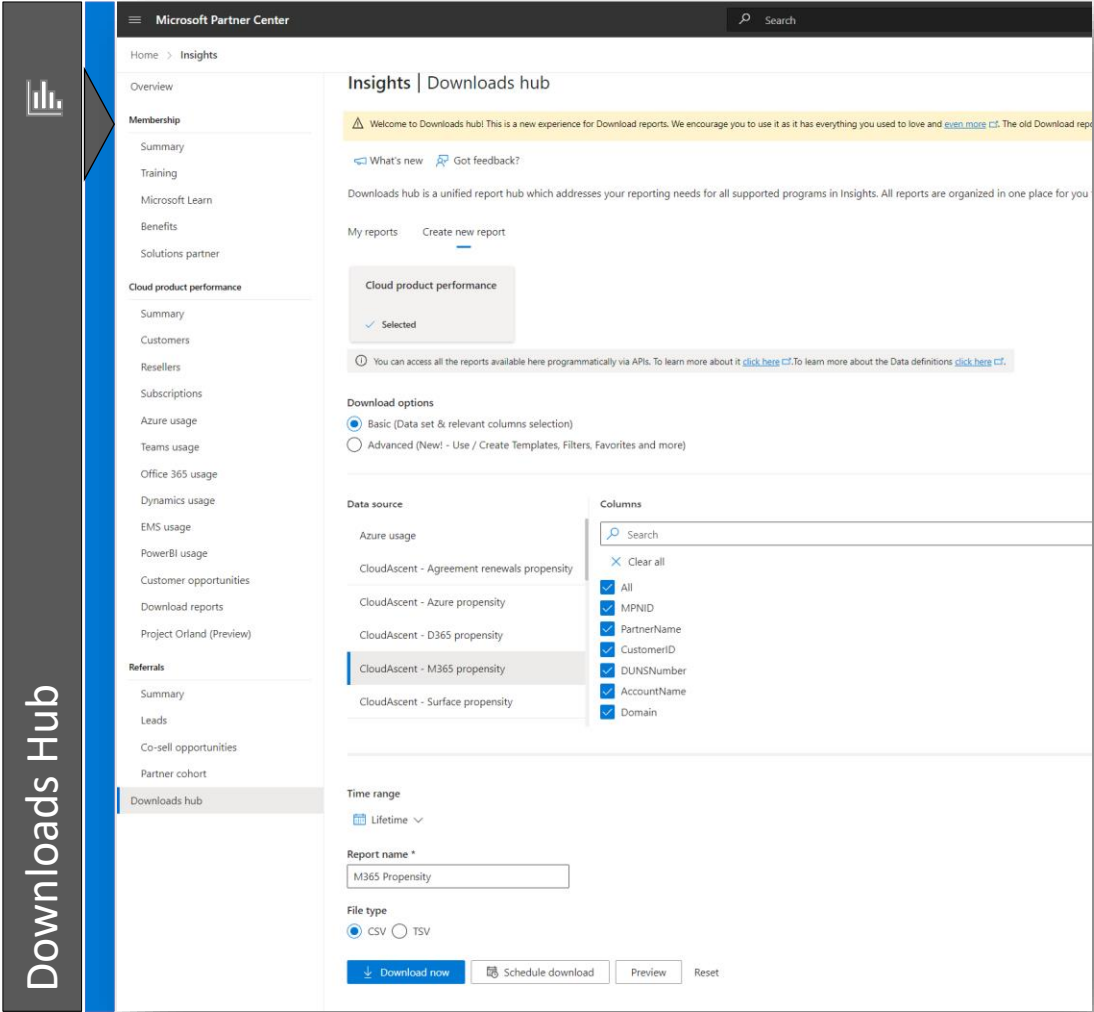 Downloads Hub
Microsoft Partner Center
Search
Home > Insights
Overview
Membership
Summary
Training
Microsoft Learn
Benefits
Solutions partner
Cloud product performance
Summary
Customers
Resellers
Subscriptions
Azure usage
Teams usage
Office 365 usage
Dynamics usage
EMS usage
PowerBI usage
Customer opportunities
Download reports
Project Orland (Preview)
Referrals
Summary
Leads
Co-sell opportunities
Partner cohort
Downloads hub
Insights | Downloads hub
Welcome to Downloads hub! This is a new experience for Download reports. We encourage you to use it as it has everything you used to love and even more. The old Download repo
What's new Got feedback?
Downloads hub is a unified report hub which addresses your reporting needs for all supported programs in Insights. All reports are organized in one place for you
My reports Create new report
Cloud product performance
Selected
You can access all the reports available here programmatically via APIs. To learn more about it click here.To learn more about the Data definitions click here.
Download options
Basic (Data set & relevant columns selection)
Advanced (New! - Use / Create Templates, Filters, Favorites and more)
Data source
Azure usage
CloudAscent - Agreement renewals propensity
CloudAscent - Azure propensity
CloudAscent - D365 propensity
CloudAscent - M365 propensity
CloudAscent - Surface propensity
Columns
Search
Clear all
All
MPNID
PartnerName
CustomerID
DUNSNumber
AccountName
Domain
Time range
Lifetime
Report name *
M365 Propensity
File type
CSV TSV
Download now Schedule download Preview Reset